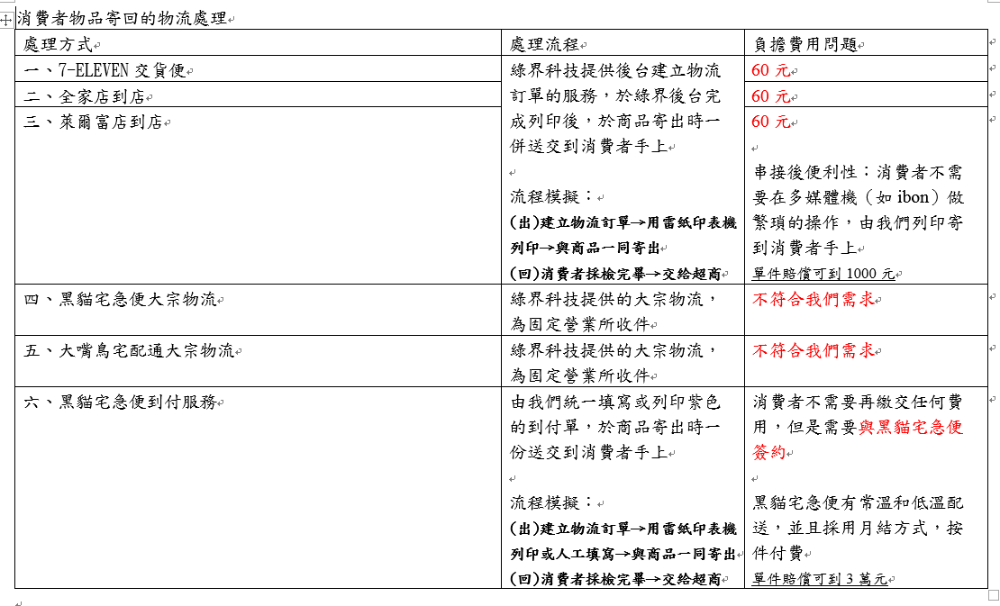 消費者物品寄回的物流處理
處理方式
處理流程
負擔費用問題
一、7-ELEVEN 交貨便
二、全家店到店
三、萊爾富店到店
綠界科技提供後台建立物流
訂單的服務，於綠界後台完
成列印後，於商品寄出時一
併送交到消費者手上
流程模擬：
(出)建立物流訂單→用雷紙印表機
列印→與商品一同寄出
(回)消費者採檢完畢→交給超商
60 元
60 元
60 元
串接後便利性：消費者不需
要在多媒體機（如 ibon）做
繁瑣的操作，由我們列印寄
到消費者手上
單件賠償可到 1000 元
四、黑貓宅急便大宗物流
綠界科技提供的大宗物流，
為固定營業所收件
不符合我們需求
五、大嘴鳥宅配通大宗物流
綠界科技提供的大宗物流，
為固定營業所收件
不符合我們需求
六、黑貓宅急便到付服務
由我們統一填寫或列印紫色
的到付單，於商品寄出時一
份送交到消費者手上
流程模擬：
(出)建立物流訂單→用雷紙印表機
列印或人工填寫→與商品一同寄出
(回)消費者採檢完畢→交給超商
消費者不需要再繳交任何費
用，但是需要與黑貓宅急便
簽約
黑貓宅急便有常溫和低溫配
送，並且採用月結方式，按
件付費
單件賠償可到 3 萬元